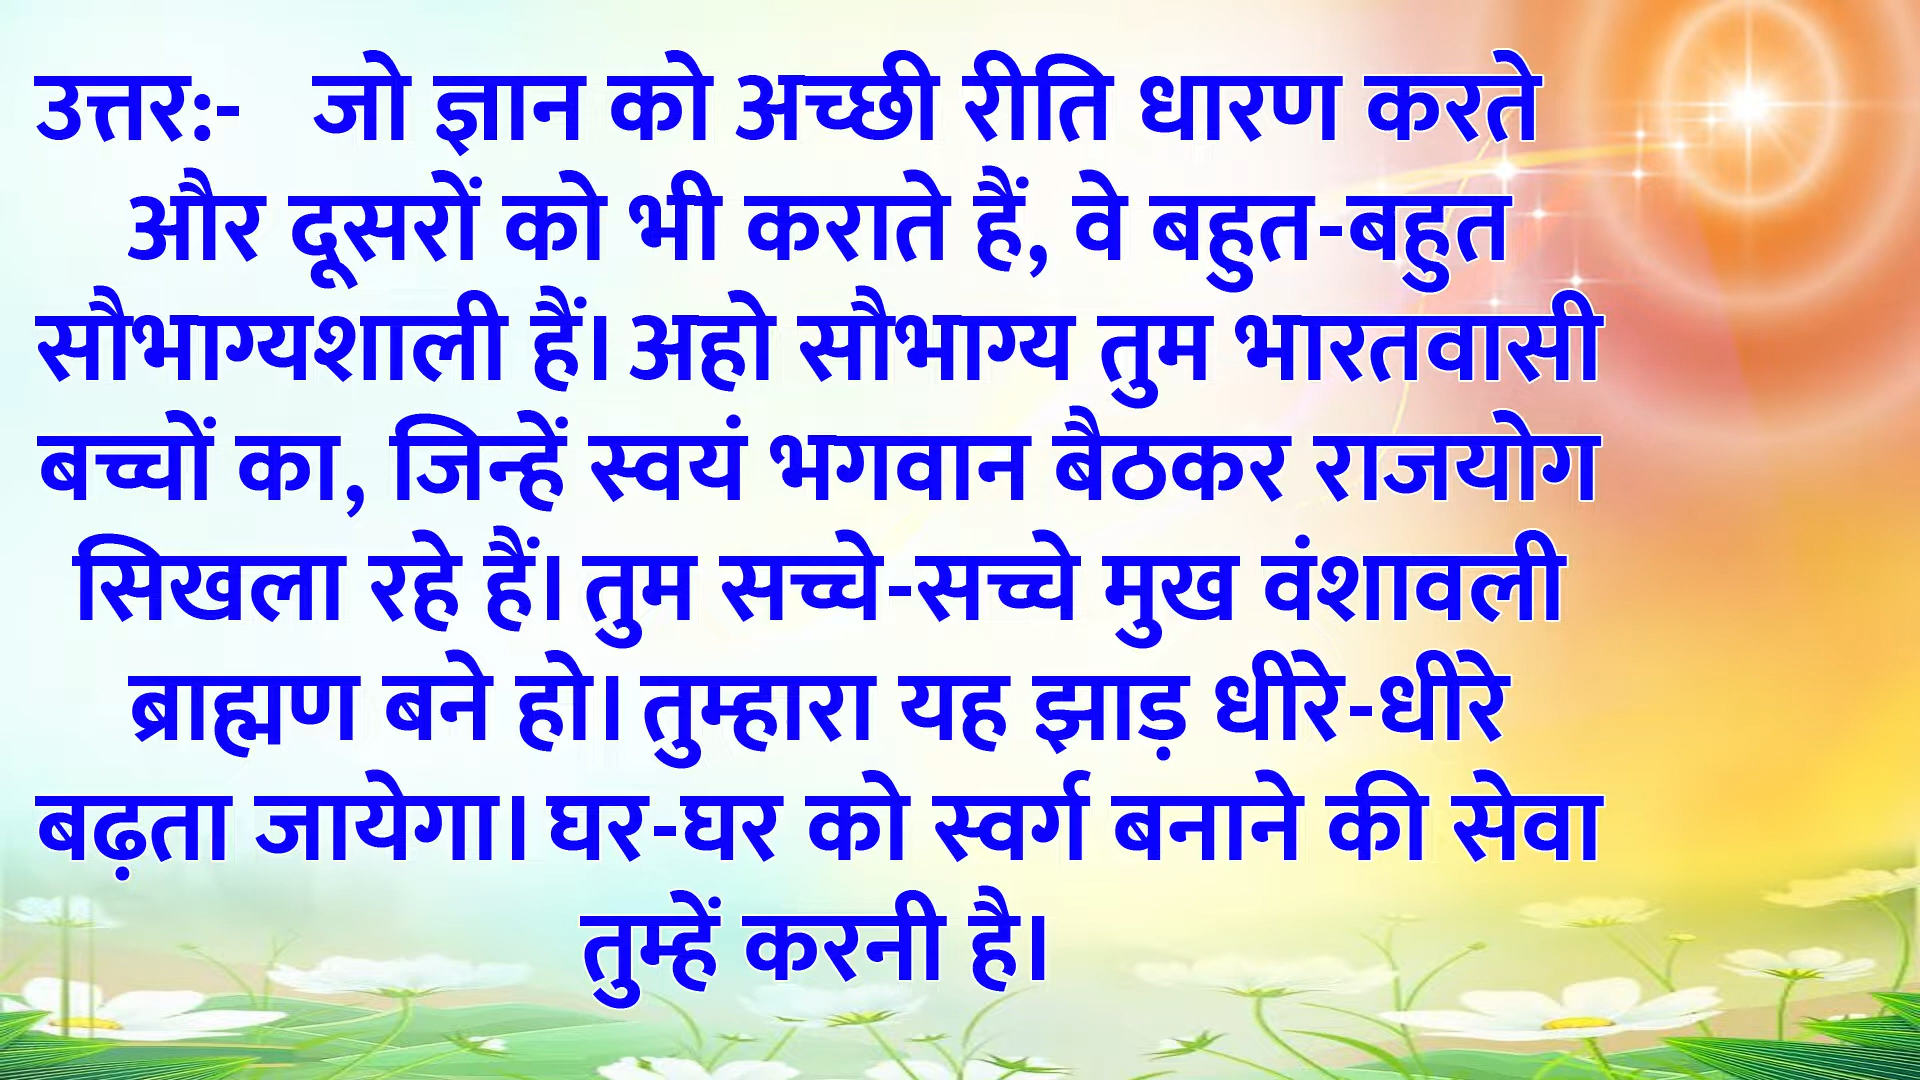 उत्तर:- जो ज्ञान को अच्छी रीति धारण करते
और दूसरों को भी कराते हैं, वे बहुत-बहुत
सौभाग्यशाली हैं। अहो सौभाग्य तुम भारतवासी
बच्चों का, जिन्हें स्वयं भगवान बैठकर राजयोग
सिखला रहे हैं। तुम सच्चे-सच्चे मुख वंशावली
ब्राह्मण बने हो। तुम्हारा यह झाड़ धीरे-धीरे
बढ़ता जायेगा। घर-घर को स्वर्ग बनाने की सेवा
तुम्हें करनी है।